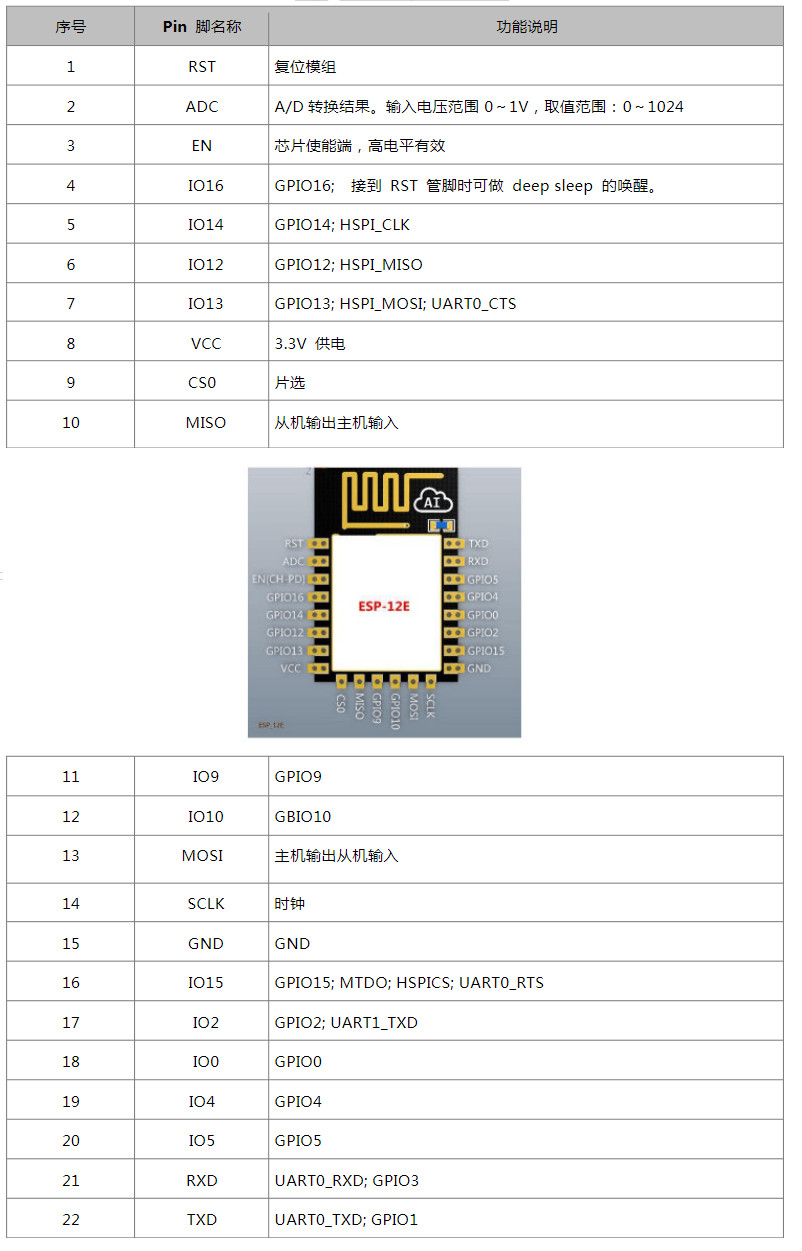 序号 Pin 脚名称 功能说明
1 RST 复位模组
2 ADC A/D 转换结果。输入电压范围 0～1V，取值范围：0～1024
3 EN 芯片使能端，高电平有效
4 IO16 GPIO16; 接到 RST 管脚时可做 deep sleep 的唤醒。
5 IO14 GPIO14; HSPI_CLK
6 IO12 GPIO12; HSPI_MISO
7 IO13 GPIO13; HSPI_MOSI; UART0_CTS
8 VCC 3.3V 供电
9 CS0 片选
10 MISO 从机输出主机输入
AI
RST TXD
ADC RXD
EN(CH-PD) GPIO5
GPIO16 GPIO4
ESP-12E
GPIO14 GPIO0
GPIO12 GPIO2
GPIO13 GPIO15
VCC GND
CS0 MISO GPIO9 GPIO10 MOSI SCLK
ESP_12E
11 IO9 GPIO9
12 IO10 GBIO10
13 MOSI 主机输出从机输入
14 SCLK 时钟
15 GND GND
16 IO15 GPIO15; MTDO; HSPICS; UART0_RTS
17 IO2 GPIO2; UART1_TXD
18 IO0 GPIO0
19 IO4 GPIO4
20 IO5 GPIO5
21 RXD UART0_RXD; GPIO3
22 TXD UART0_TXD; GPIO1